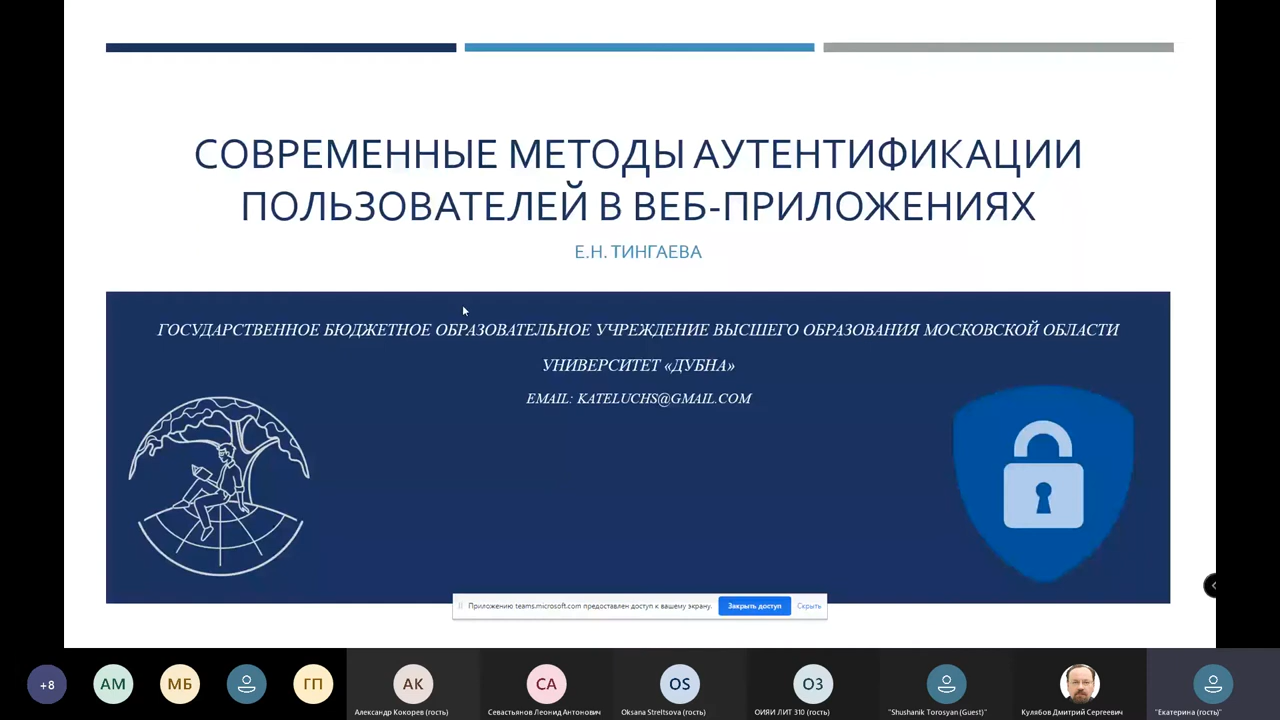 СОВРЕМЕННЫЕ МЕТОДЫ АУТЕНТИФИКАЦИИ
ПОЛЬЗОВАТЕЛЕЙ В ВЕБ-ПРИЛОЖЕНИЯХ
Е.Н. ТИНГАЕВА
ГОСУДАРСТВЕННОЕ БЮДЖЕТНОЕ ОБРАЗОВАТЕЛЬНОЕ УЧРЕЖДЕНИЕ ВЫСШЕГО ОБРАЗОВАНИЯ МОСКОВСКОЙ ОБЛАСТИ
УНИВЕРСИТЕТ «ДУБНА»
EMAIL: KATELUCHS@GMAIL.COM
Приложению teams.microsoft.com предоставлен доступ к вашему экрану. Закрыть доступ Скрыть
+8 АМ МБ ГП АК СА OS ОЗ
Александр Кокорев (гость) Севастьянов Леонид Антонович Oksana Streltsova (гость) ОИЯИ ЛИТ 310 (гость) "Shushanik Torosyan (Guest)" Кулябов Дмитрий Сергеевич "Екатерина (гость)"